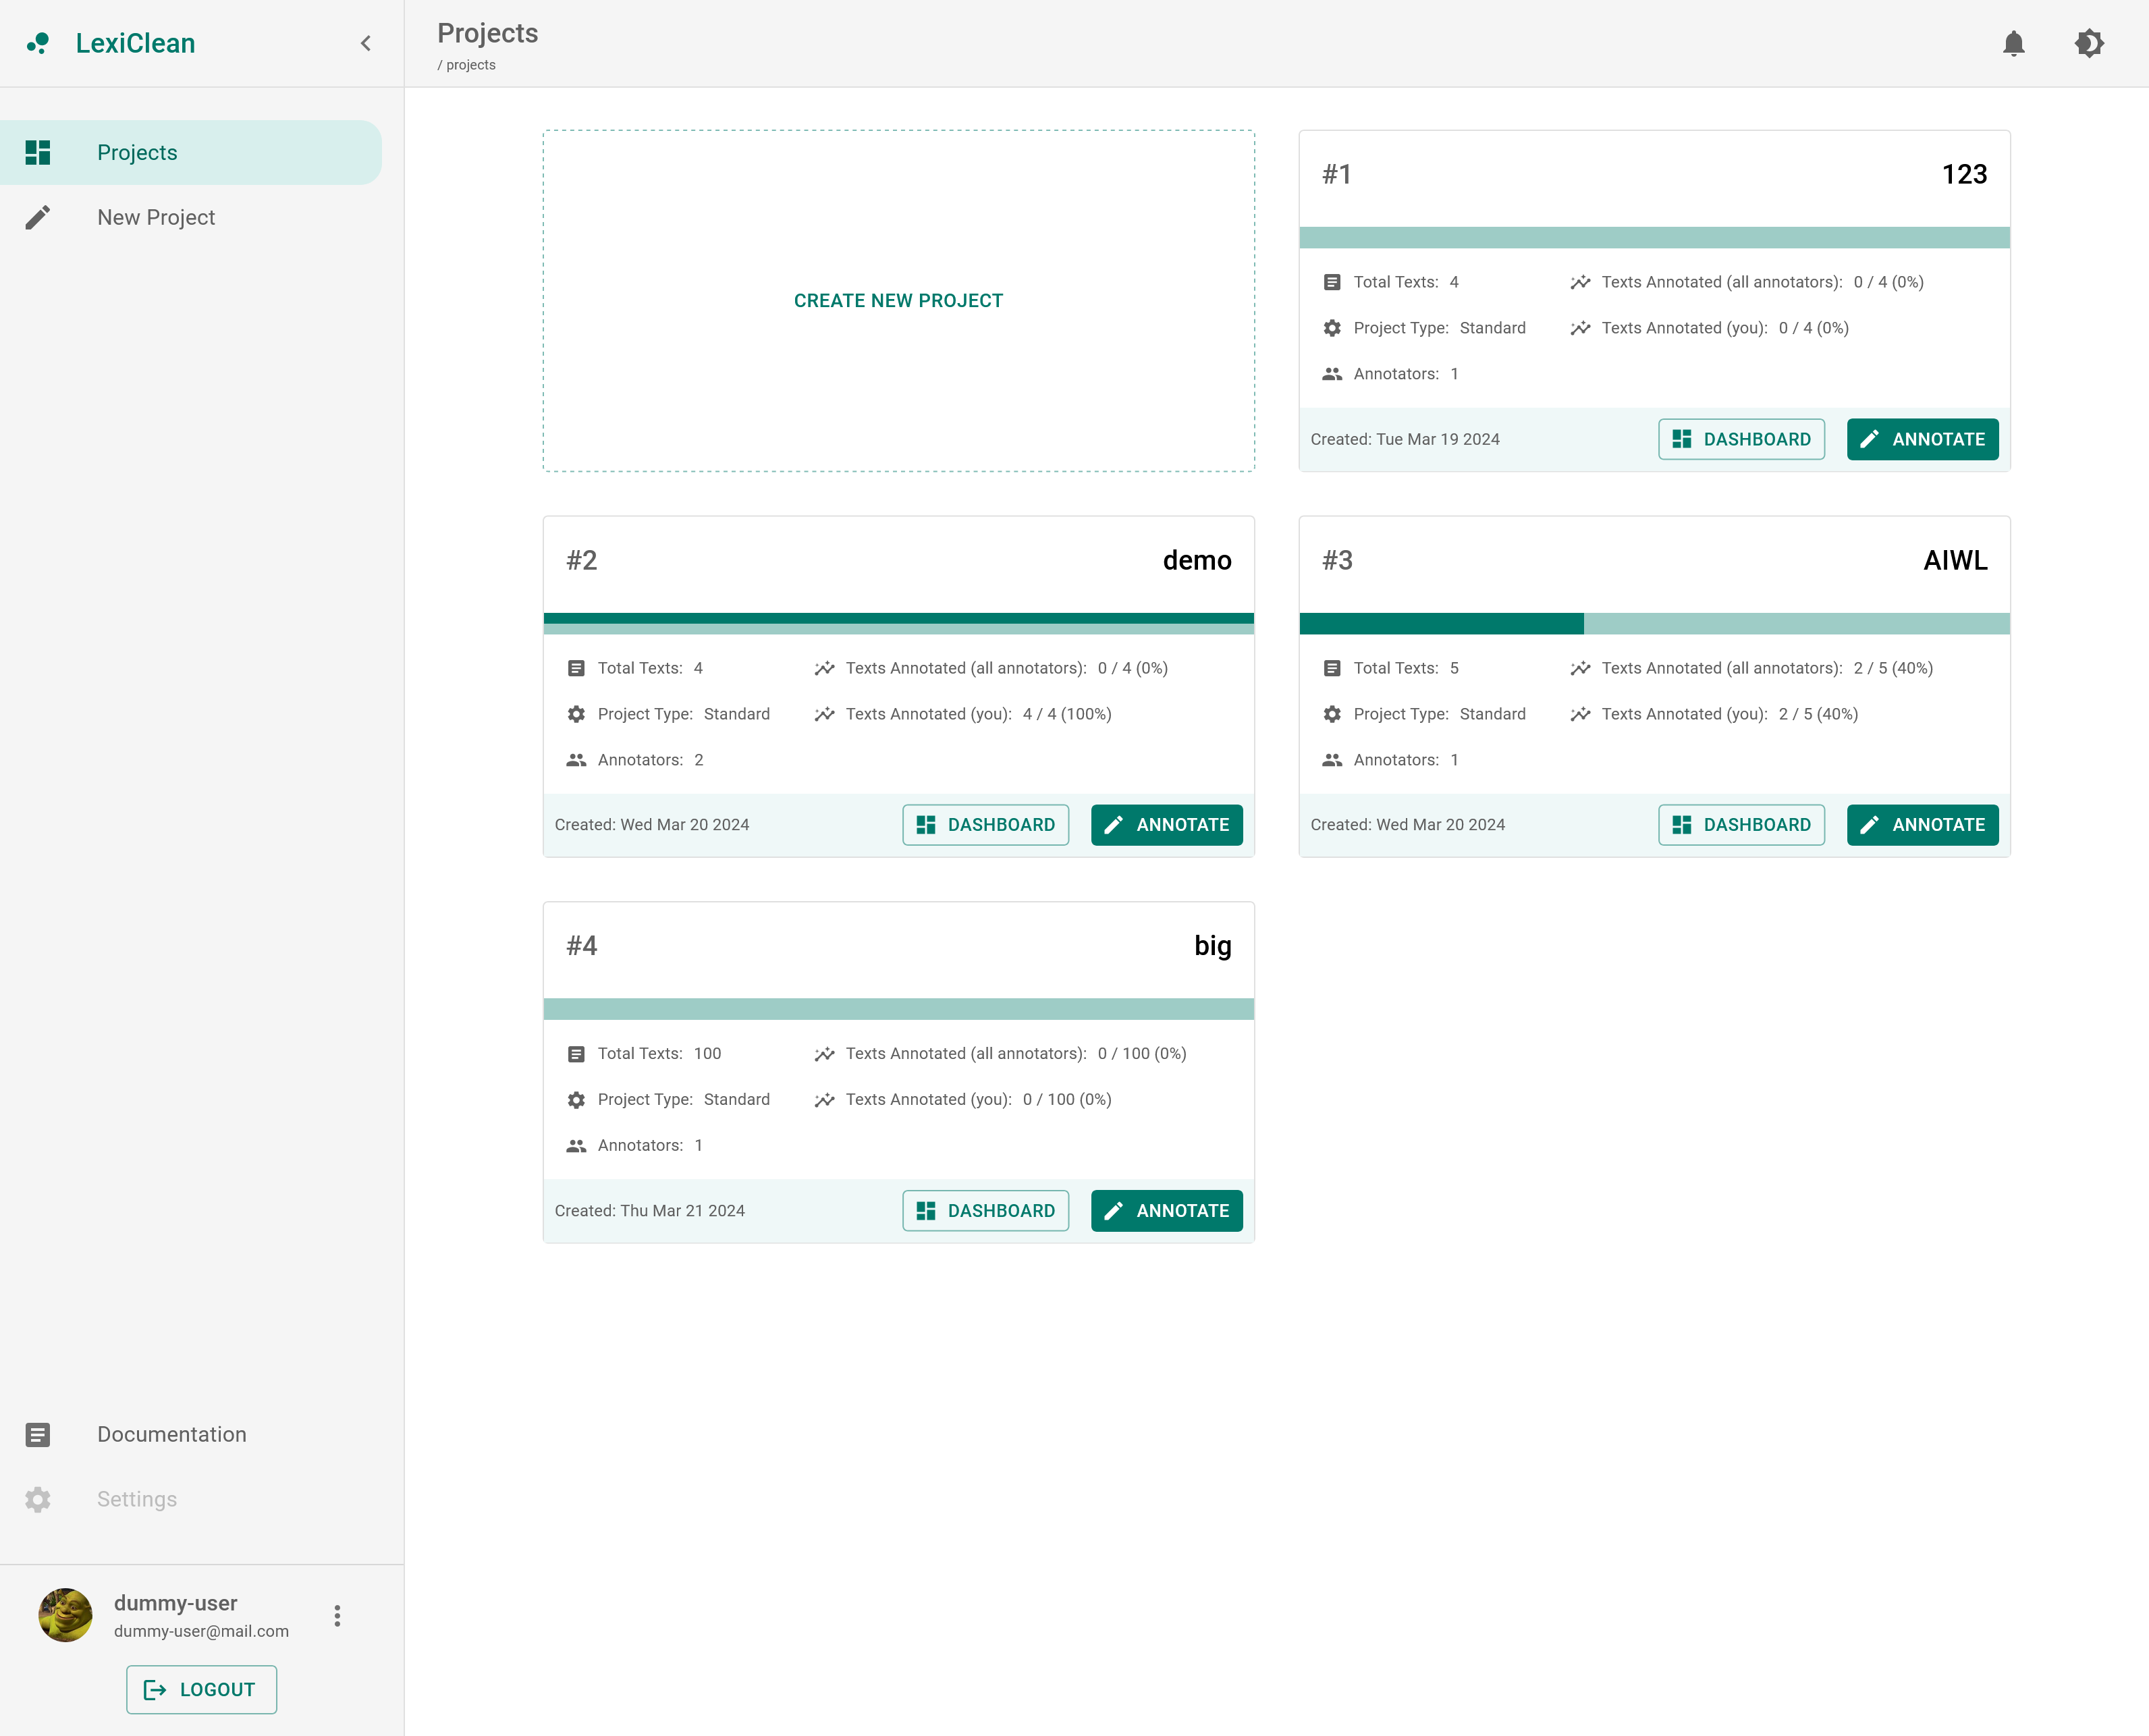 LexiClean
Projects
/ projects
Projects
New Project
CREATE NEW PROJECT
#1 123
Total Texts: 4 Texts Annotated (all annotators): 0 / 4 (0%)
Project Type: Standard Texts Annotated (you): 0 / 4 (0%)
Annotators: 1
Created: Tue Mar 19 2024 DASHBOARD ANNOTATE
#2 demo
Total Texts: 4 Texts Annotated (all annotators): 0 / 4 (0%)
Project Type: Standard Texts Annotated (you): 4 / 4 (100%)
Annotators: 2
Created: Wed Mar 20 2024 DASHBOARD ANNOTATE
#3 AIWL
Total Texts: 5 Texts Annotated (all annotators): 2 / 5 (40%)
Project Type: Standard Texts Annotated (you): 2 / 5 (40%)
Annotators: 1
Created: Wed Mar 20 2024 DASHBOARD ANNOTATE
#4 big
Total Texts: 100 Texts Annotated (all annotators): 0 / 100 (0%)
Project Type: Standard Texts Annotated (you): 0 / 100 (0%)
Annotators: 1
Created: Thu Mar 21 2024 DASHBOARD ANNOTATE
Documentation
Settings
dummy-user
dummy-user@mail.com
LOGOUT